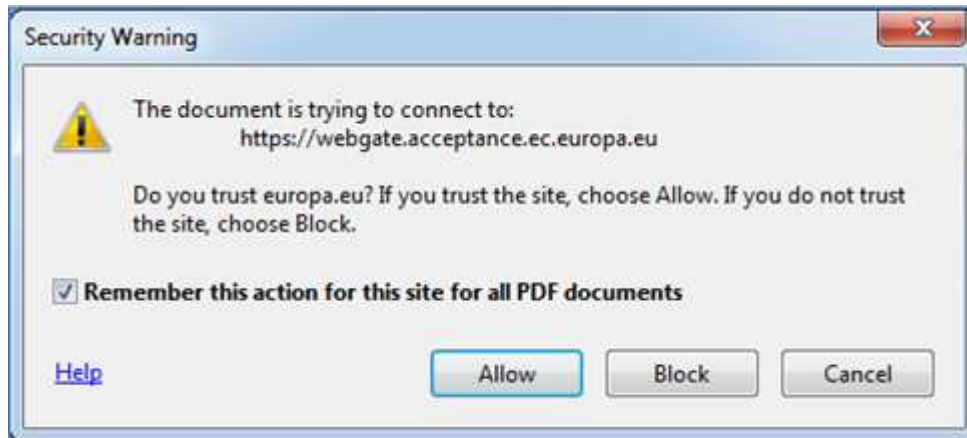 Security Warning
The document is trying to connect to:
https://webgate.acceptance.ec.europa.eu
Do you trust europa.eu? If you trust the site, choose Allow. If you do not trust
the site, choose Block.
Remember this action for this site for all PDF documents
Help
Allow
Block
Cancel